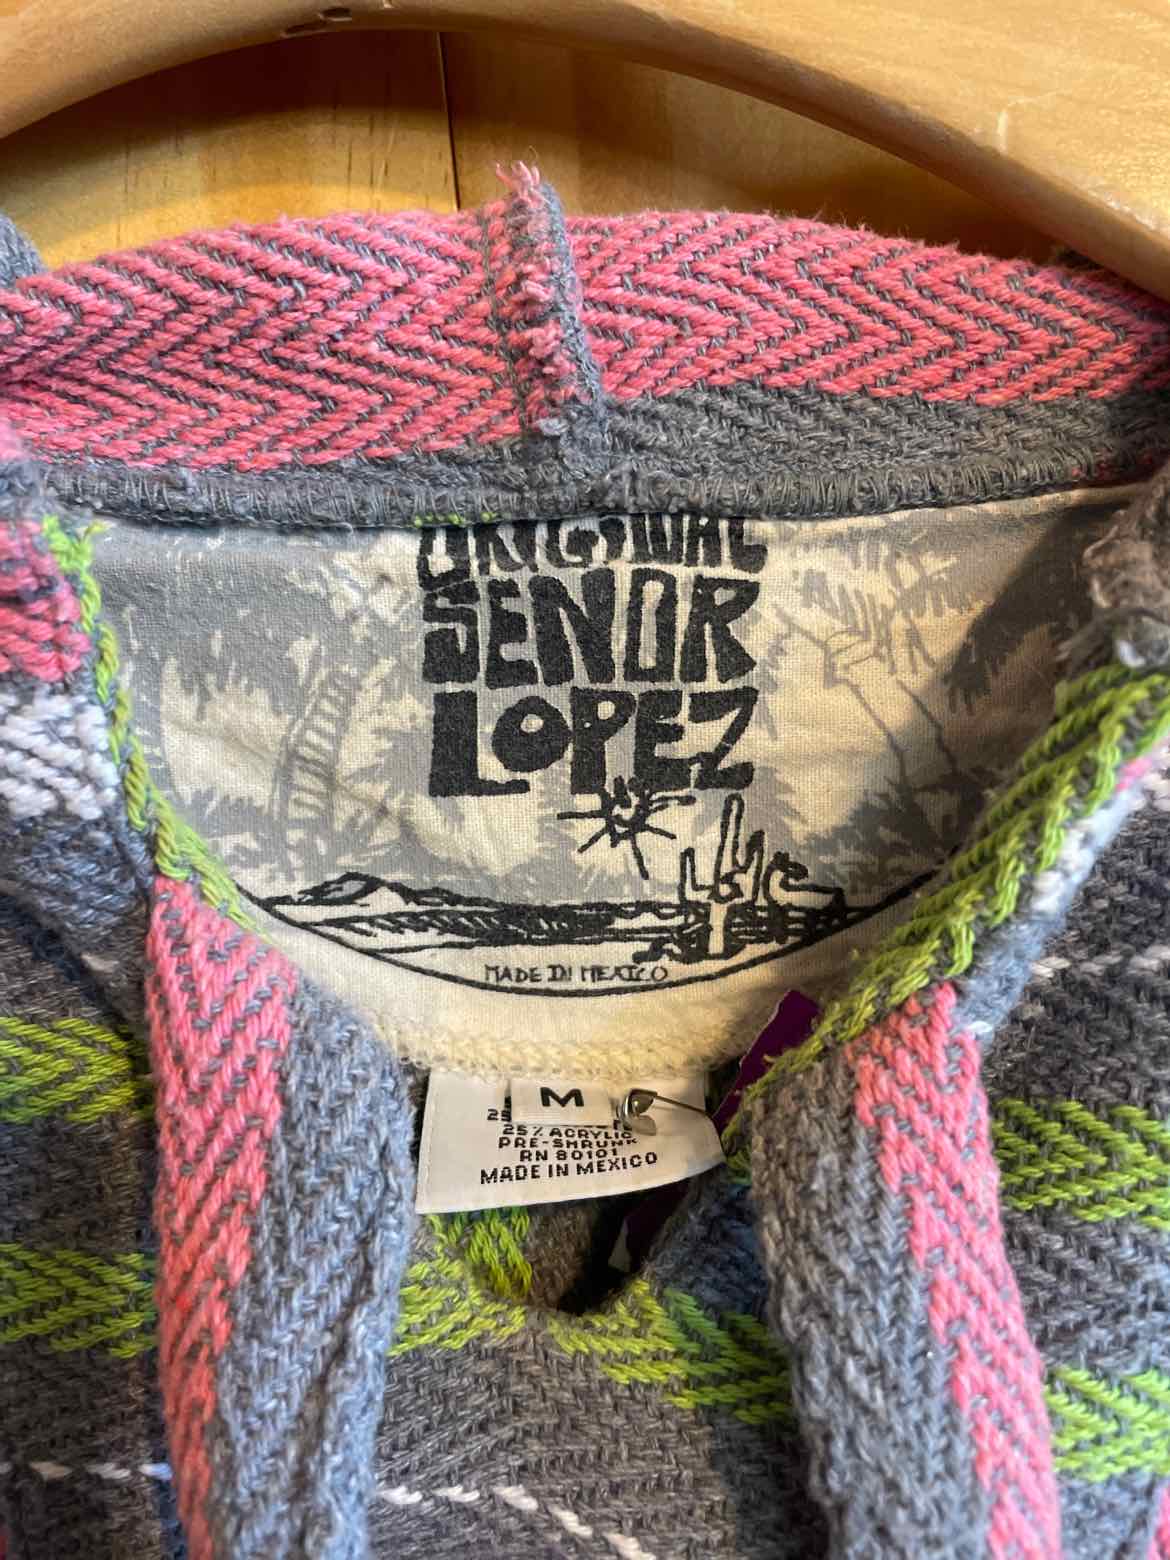 ORIGINAL
SENOR
LOPEZ
MADE IN MEXICO
M
25% ACRYLIC
PRE-SHRUNK
RN 80101
MADE IN MEXICO